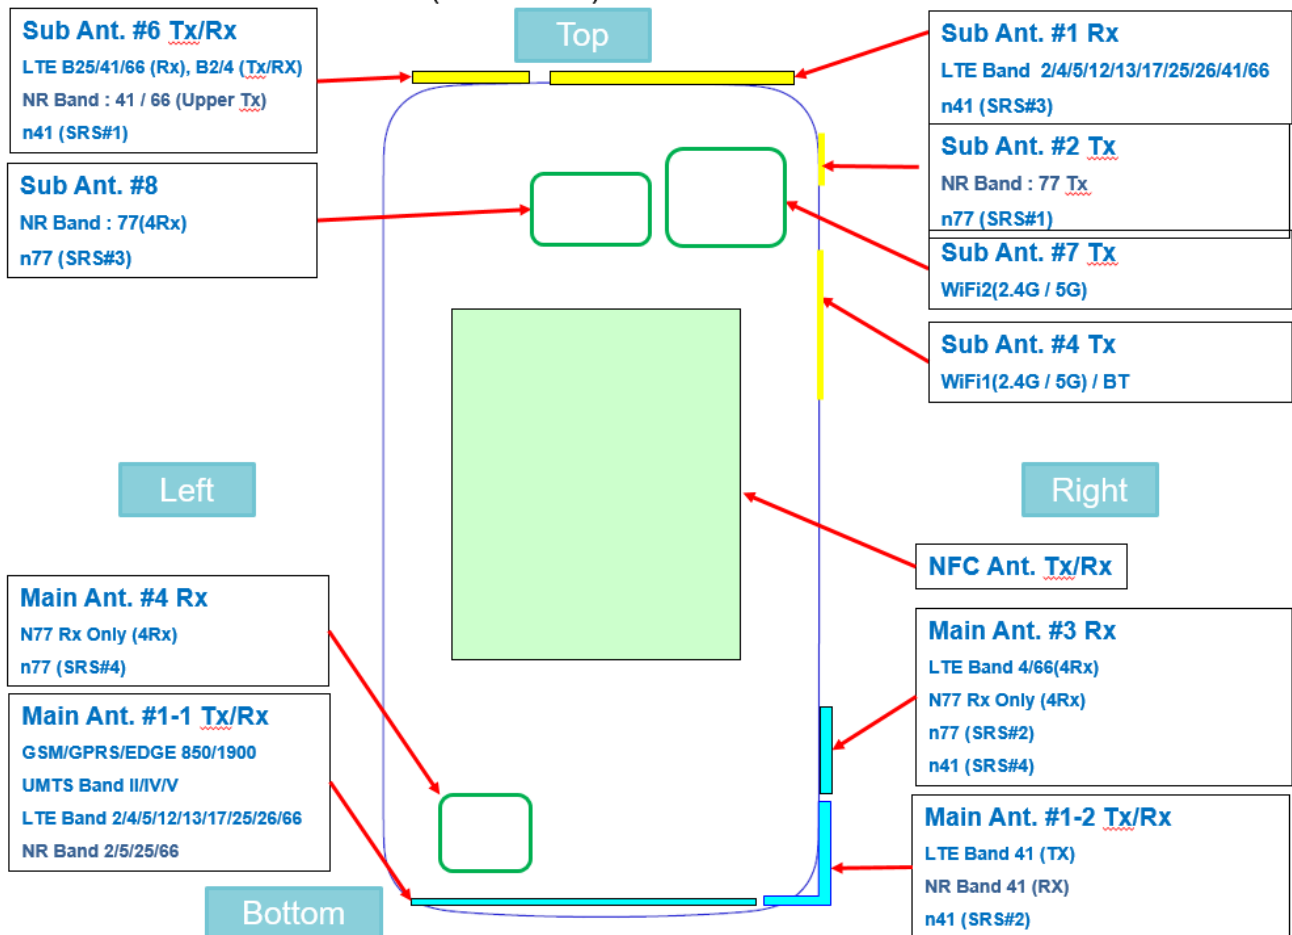 Top
Sub Ant. #6 Tx/Rx
LTE B25/41/66 (Rx), B2/4 (Tx/RX)
NR Band : 41 / 66 (Upper Tx)
n41 (SRS#1)
Sub Ant. #8
NR Band : 77(4Rx)
n77 (SRS#3)
Sub Ant. #1 Rx
LTE Band 2/4/5/12/13/17/25/26/41/66
n41 (SRS#3)
Sub Ant. #2 Tx
NR Band : 77 Tx
n77 (SRS#1)
Sub Ant. #7 Tx
WiFi2(2.4G / 5G)
Sub Ant. #4 Tx
WiFi1(2.4G / 5G) / BT
Left
Right
NFC Ant. Tx/Rx
Main Ant. #4 Rx
N77 Rx Only (4Rx)
n77 (SRS#4)
Main Ant. #1-1 Tx/Rx
GSM/GPRS/EDGE 850/1900
UMTS Band II/IV/V
LTE Band 2/4/5/12/13/17/25/26/66
NR Band 2/5/25/66
Main Ant. #3 Rx
LTE Band 4/66(4Rx)
N77 Rx Only (4Rx)
n77 (SRS#2)
n41 (SRS#4)
Main Ant. #1-2 Tx/Rx
LTE Band 41 (TX)
NR Band 41 (RX)
n41 (SRS#2)
Bottom